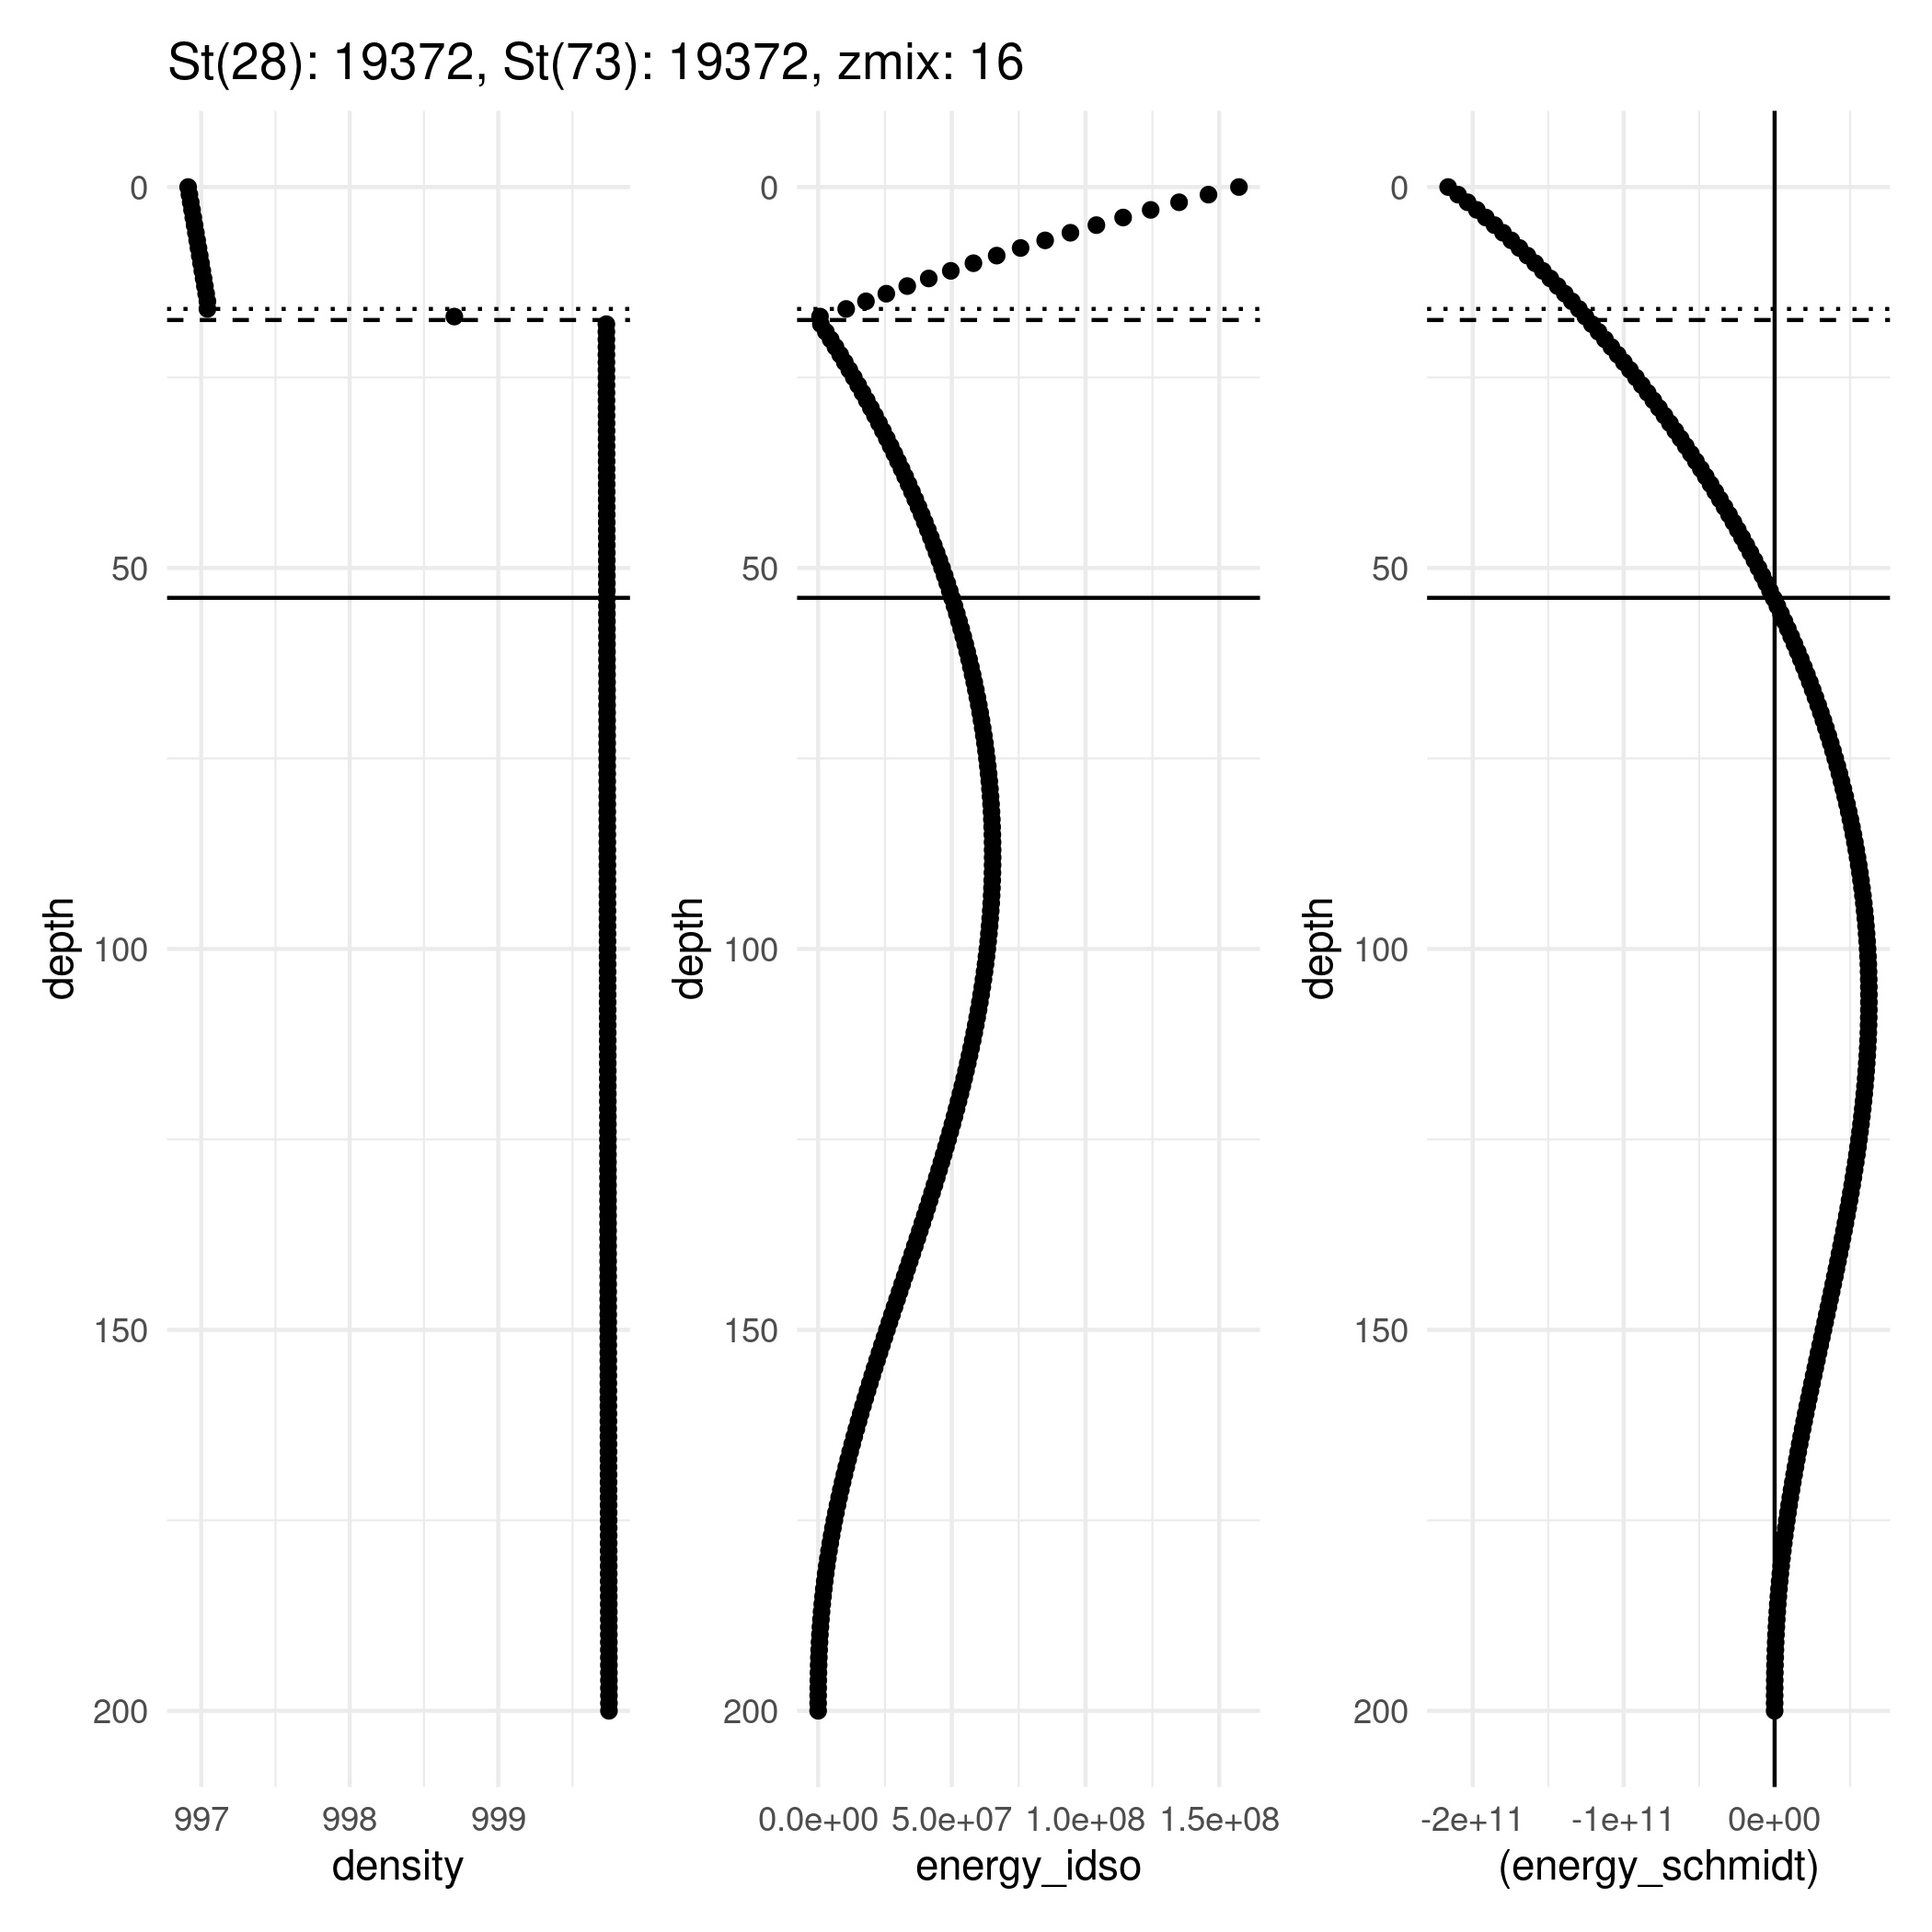 St(28): 19372, St(73): 19372, zmix: 16
0
50
100
150
200
depth
997 998 999
density
0
50
100
150
200
depth
0.0e+00 5.0e+07 1.0e+08 1.5e+08
energy_idso
0
50
100
150
200
depth
-2e+11 -1e+11 0e+00
(energy_schmidt)